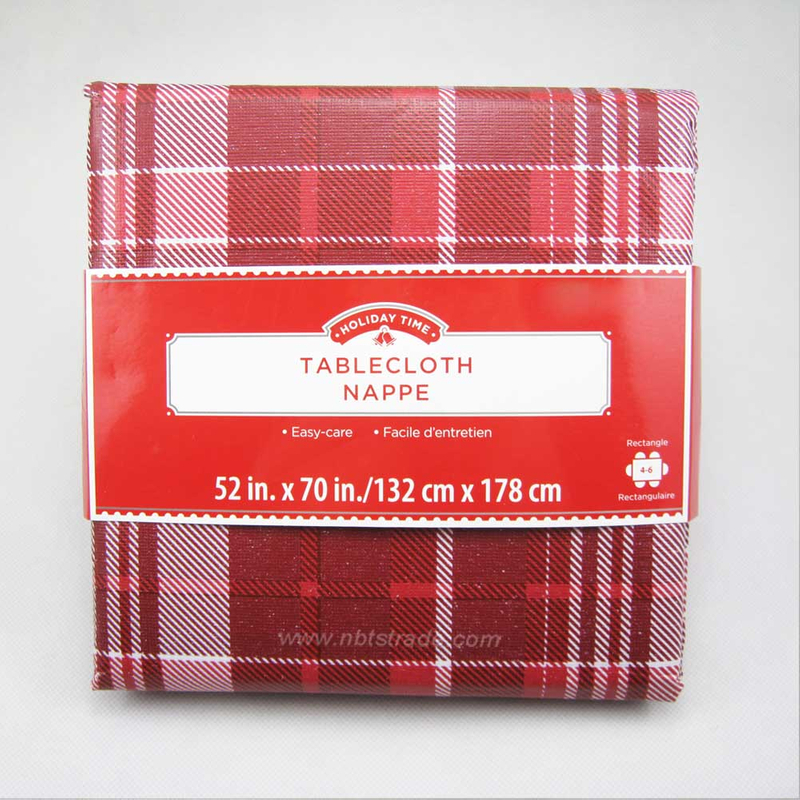 HOLIDAY TIME
TABLECLOTH
NAPPE
• Easy-care • Facile d'entretien
Rectangle
4-6
Rectangulaire
52 in. x 70 in./132 cm x 178 cm
www.nbtstrade.com